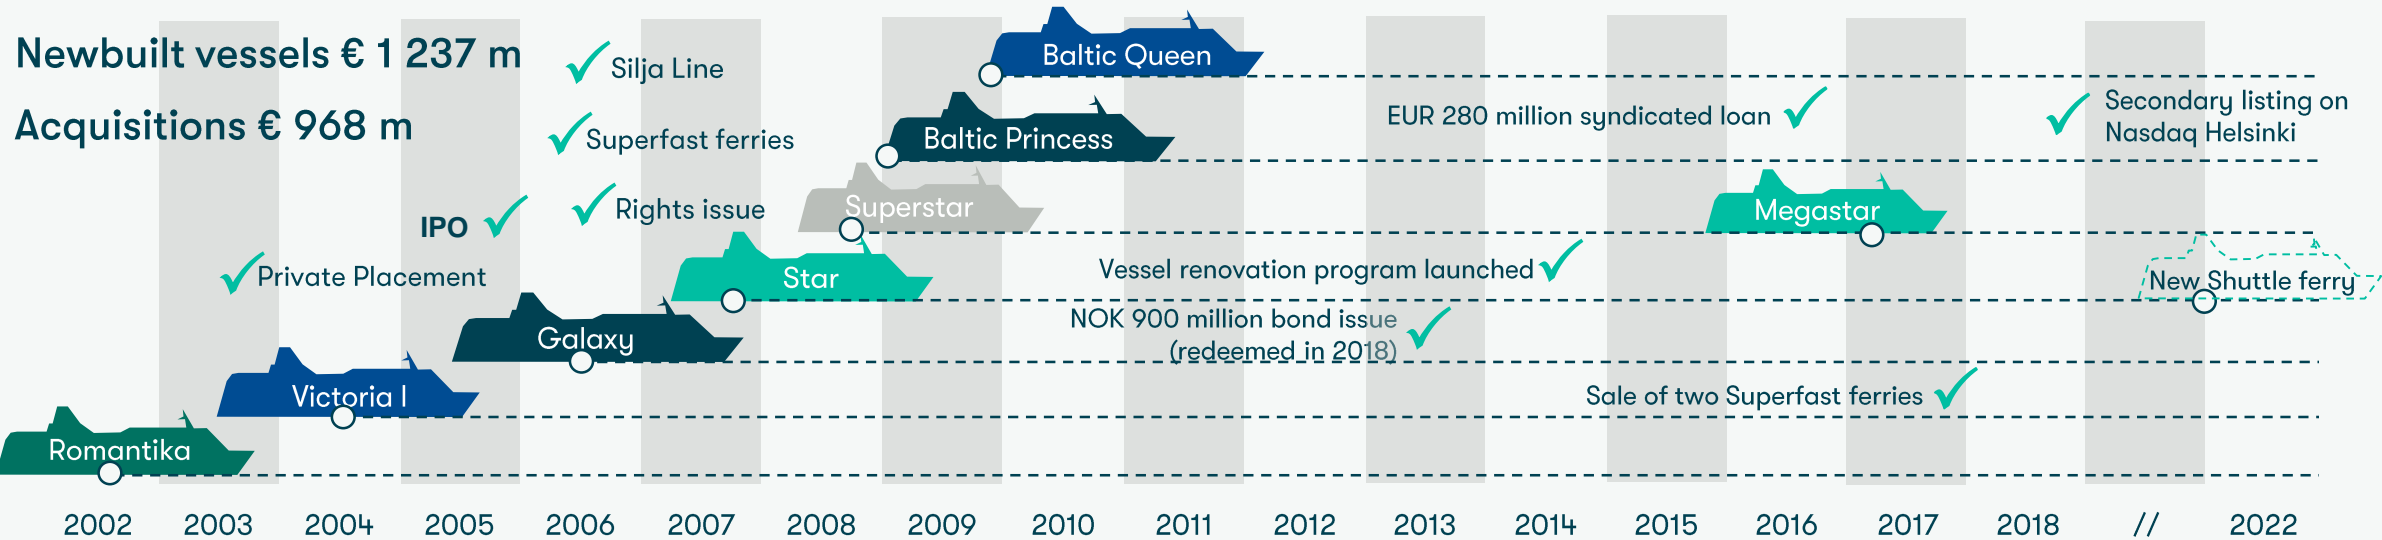 Newbuilt vessels € 1 237 m
Acquisitions € 968 m
Silja Line
Superfast ferries
Rights issue
IPO
Private Placement
Baltic Queen
Baltic Princess
Superstar
Star
Galaxy
Victoria I
Romantika
EUR 280 million syndicated loan
Secondary listing on
Nasdaq Helsinki
Megastar
Vessel renovation program launched
New Shuttle ferry
NOK 900 million bond issue
(redeemed in 2018)
Sale of two Superfast ferries
2002 2003 2004 2005 2006 2007 2008 2009 2010 2011 2012 2013 2014 2015 2016 2017 2018 // 2022